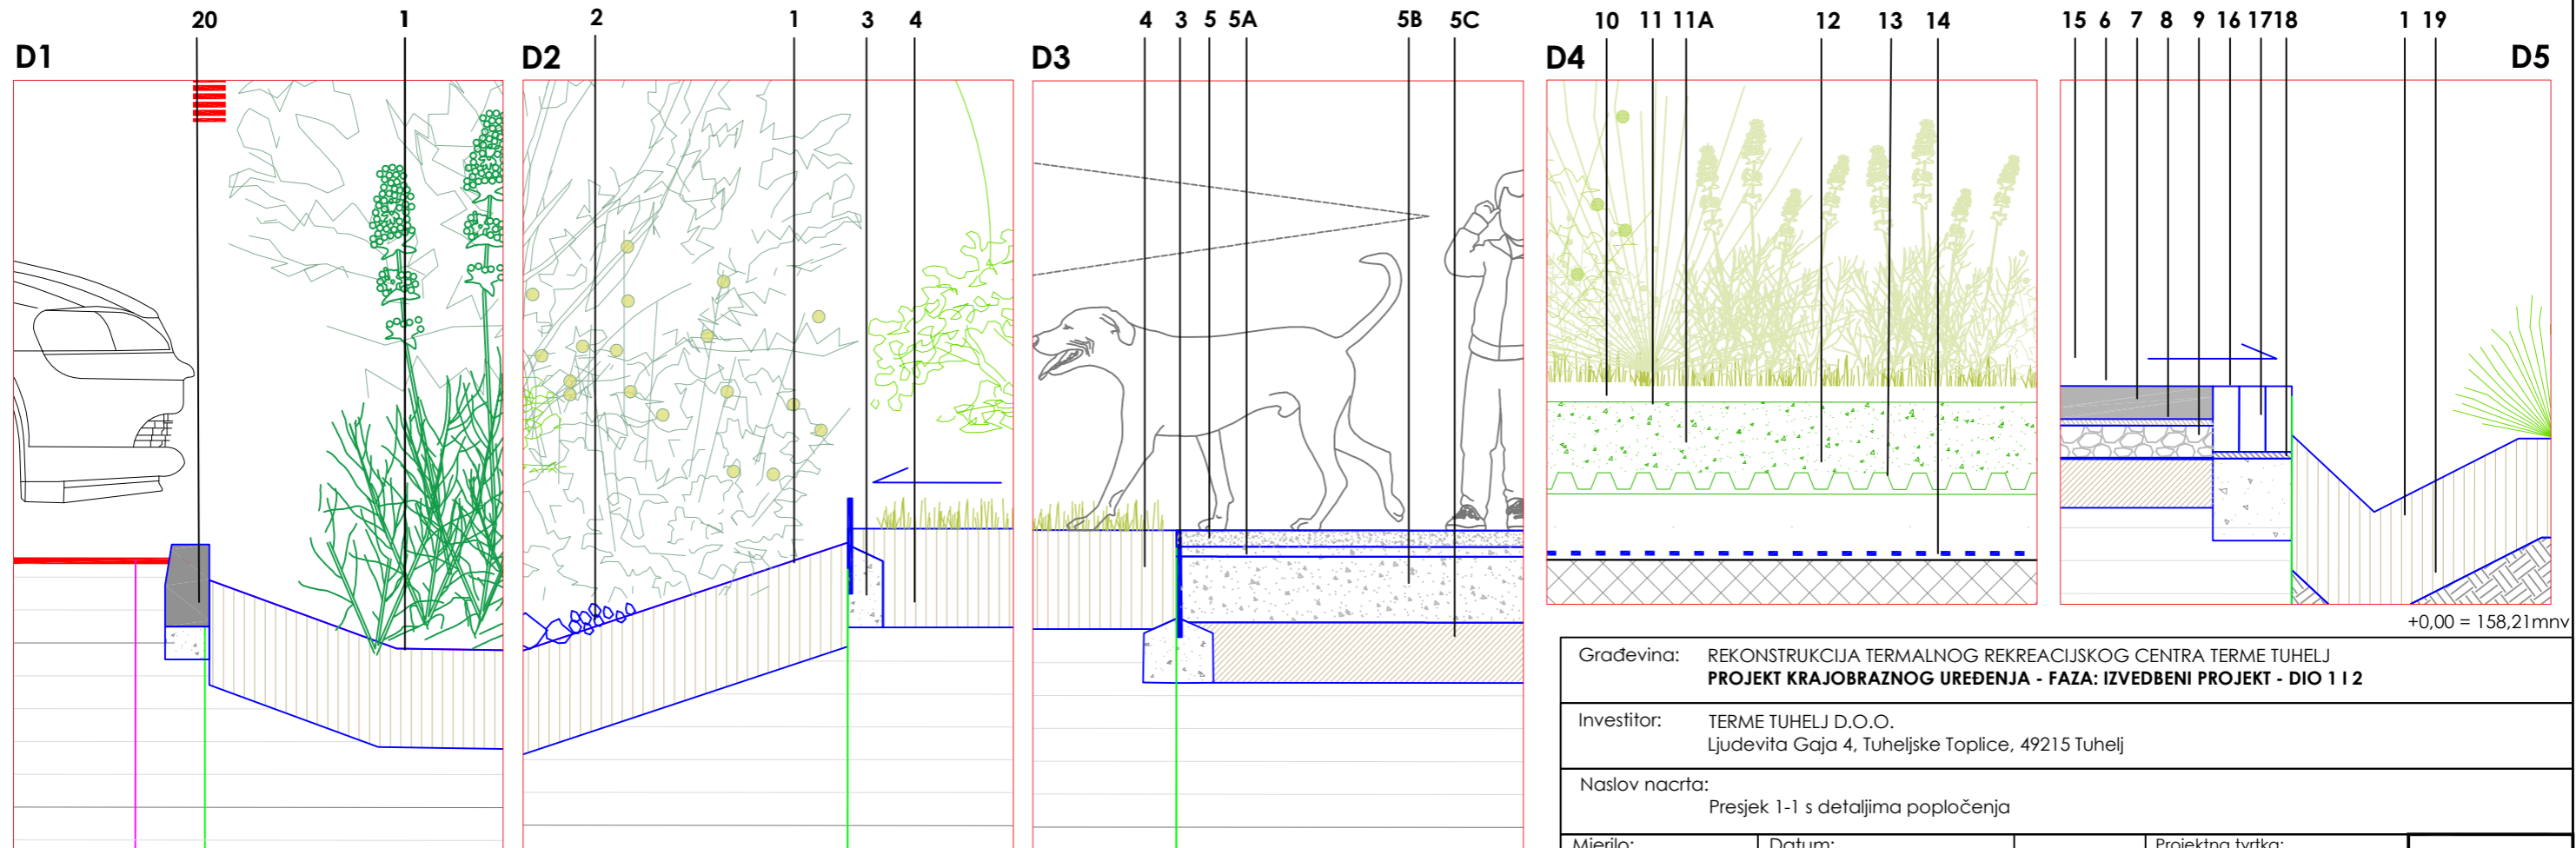 20 1 2 1 3 4 4 3 5 5A 5B 5C 10 11 11A 12 13 14 15 6 7 8 9 16 17 18 1 19
D1 D2 D3 D4 D5
+0,00 = 158,21mnv
Građevina: REKONSTRUKCIJA TERMALNOG REKREACIJSKOG CENTRA TERME TUHELJ
PROJEKT KRAJOBRAZNOG UREĐENJA - FAZA: IZVEDBENI PROJEKT - DIO 1 I 2
Investitor: TERME TUHELJ D.O.O.
Ljudevita Gaja 4, Tuheljske Toplice, 49215 Tuhelj
Naslov nacrta:
Presjek 1-1 s detaljima popločenja
Mjerilo: Datum: Projektna tvrtka: